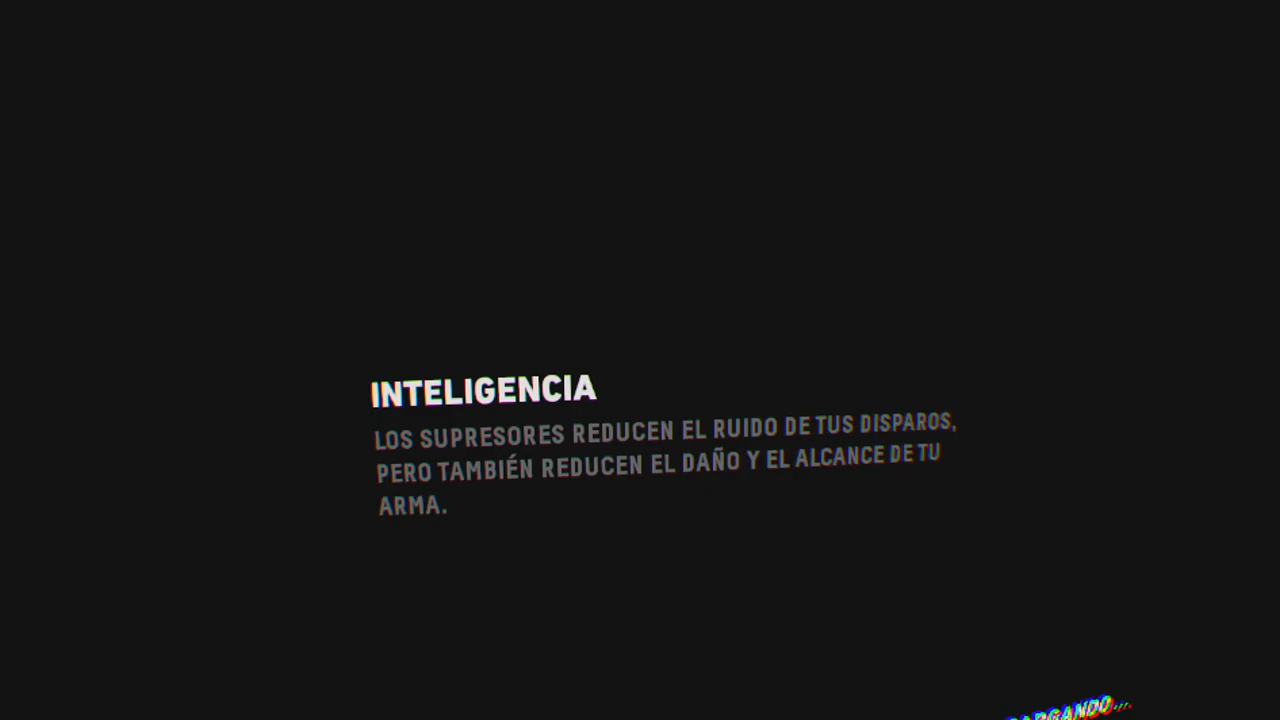 INTELIGENCIA
LOS SUPRESORES REDUCEN EL RUIDO DE TUS DISPAROS,
PERO TAMBIÉN REDUCEN EL DAÑO Y EL ALCANCE DE TU
ARMA.
CARGANDO...